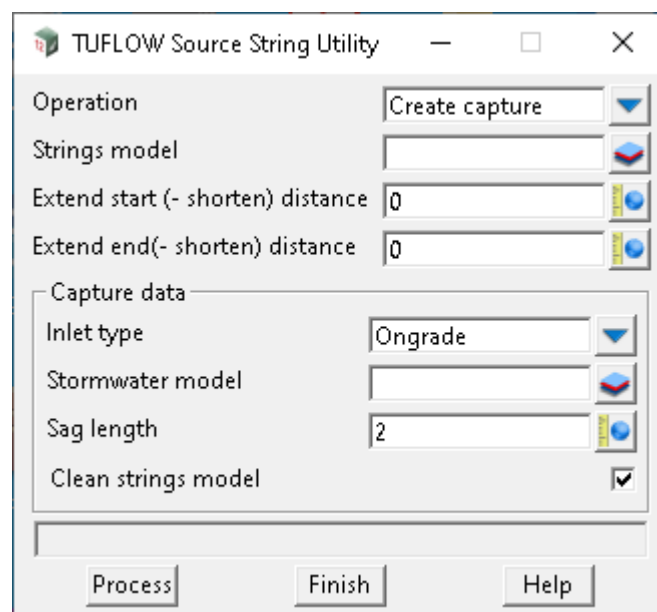 TUFLOW Source String Utility
Operation Create capture
Strings model
Extend start (- shorten) distance 0
Extend end(- shorten) distance 0
Capture data
Inlet type Ongrade
Stormwater model
Sag length 2
Clean strings model
Process Finish Help